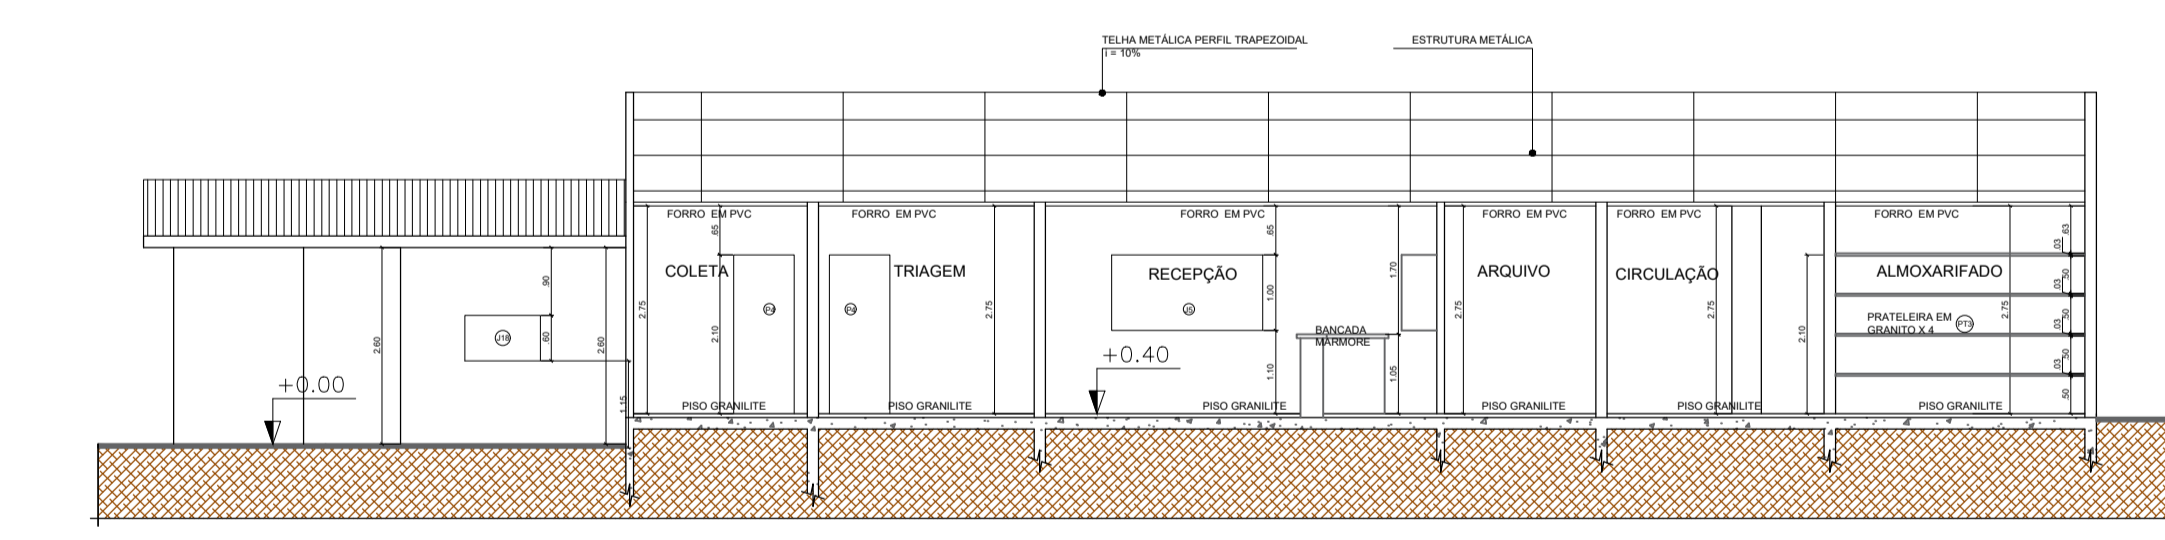 TELHA METÁLICA PERFIL TRAPEZOIDAL
i = 10%
ESTRUTURA METÁLICA
FORRO EM PVC
FORRO EM PVC
FORRO EM PVC
FORRO EM PVC
FORRO EM PVC
FORRO EM PVC
.65
.65
.63
.03
COLETA
TRIAGEM
RECEPÇÃO
ARQUIVO
CIRCULAÇÃO
ALMOXARIFADO
.90
1.70
.50
.03
1.00
2.75
P4
P4
2.75
J5
2.75
2.75
2.75
PRATELEIRA EM
GRANITO X 4
PT3
.50
.03
2.60
J18
.60
2.60
2.10
BANCADA
MARMORE
2.10
+0.40
.50
.03
+0.00
1.10
1.05
1.15
.50
PISO GRANILITE
PISO GRANILITE
PISO GRANILITE
PISO GRANILITE
PISO GRANILITE
PISO GRANILITE